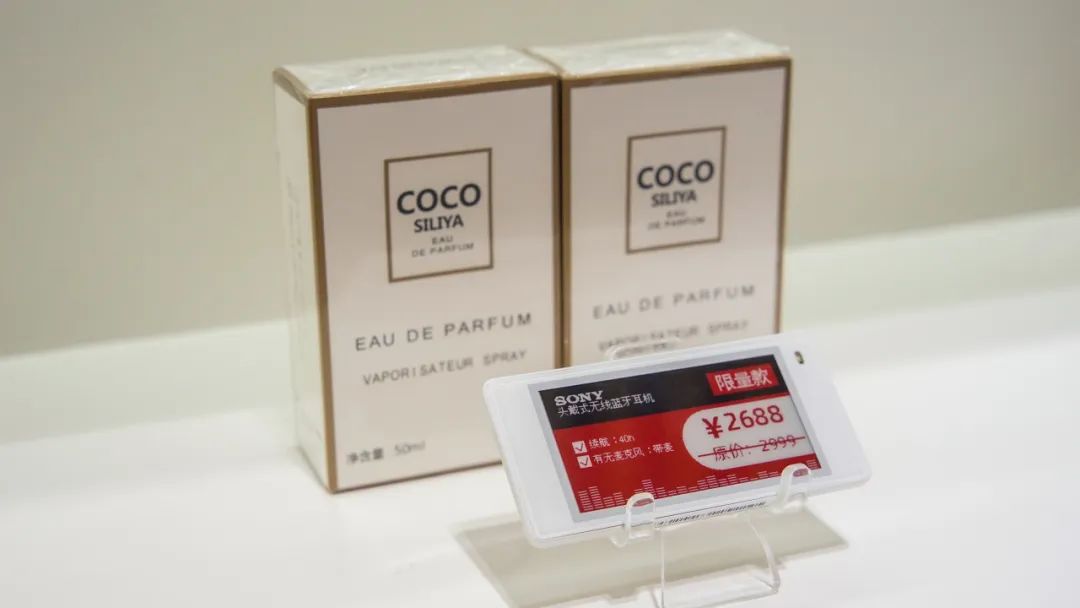 COCO
SILIYA
EAU
DE PARFUM
EAU DE PARFUM
VAPORISATEUR SPRAY
净含量 50ml
COCO
SILIYA
EAU
DE PARFUM
EAU DE PARFUM
VAPORISATEUR SPRAY
SONY
头戴式无线蓝牙耳机
限量款
¥2688
原价：2999
续航：40h
有无麦克风：带麦